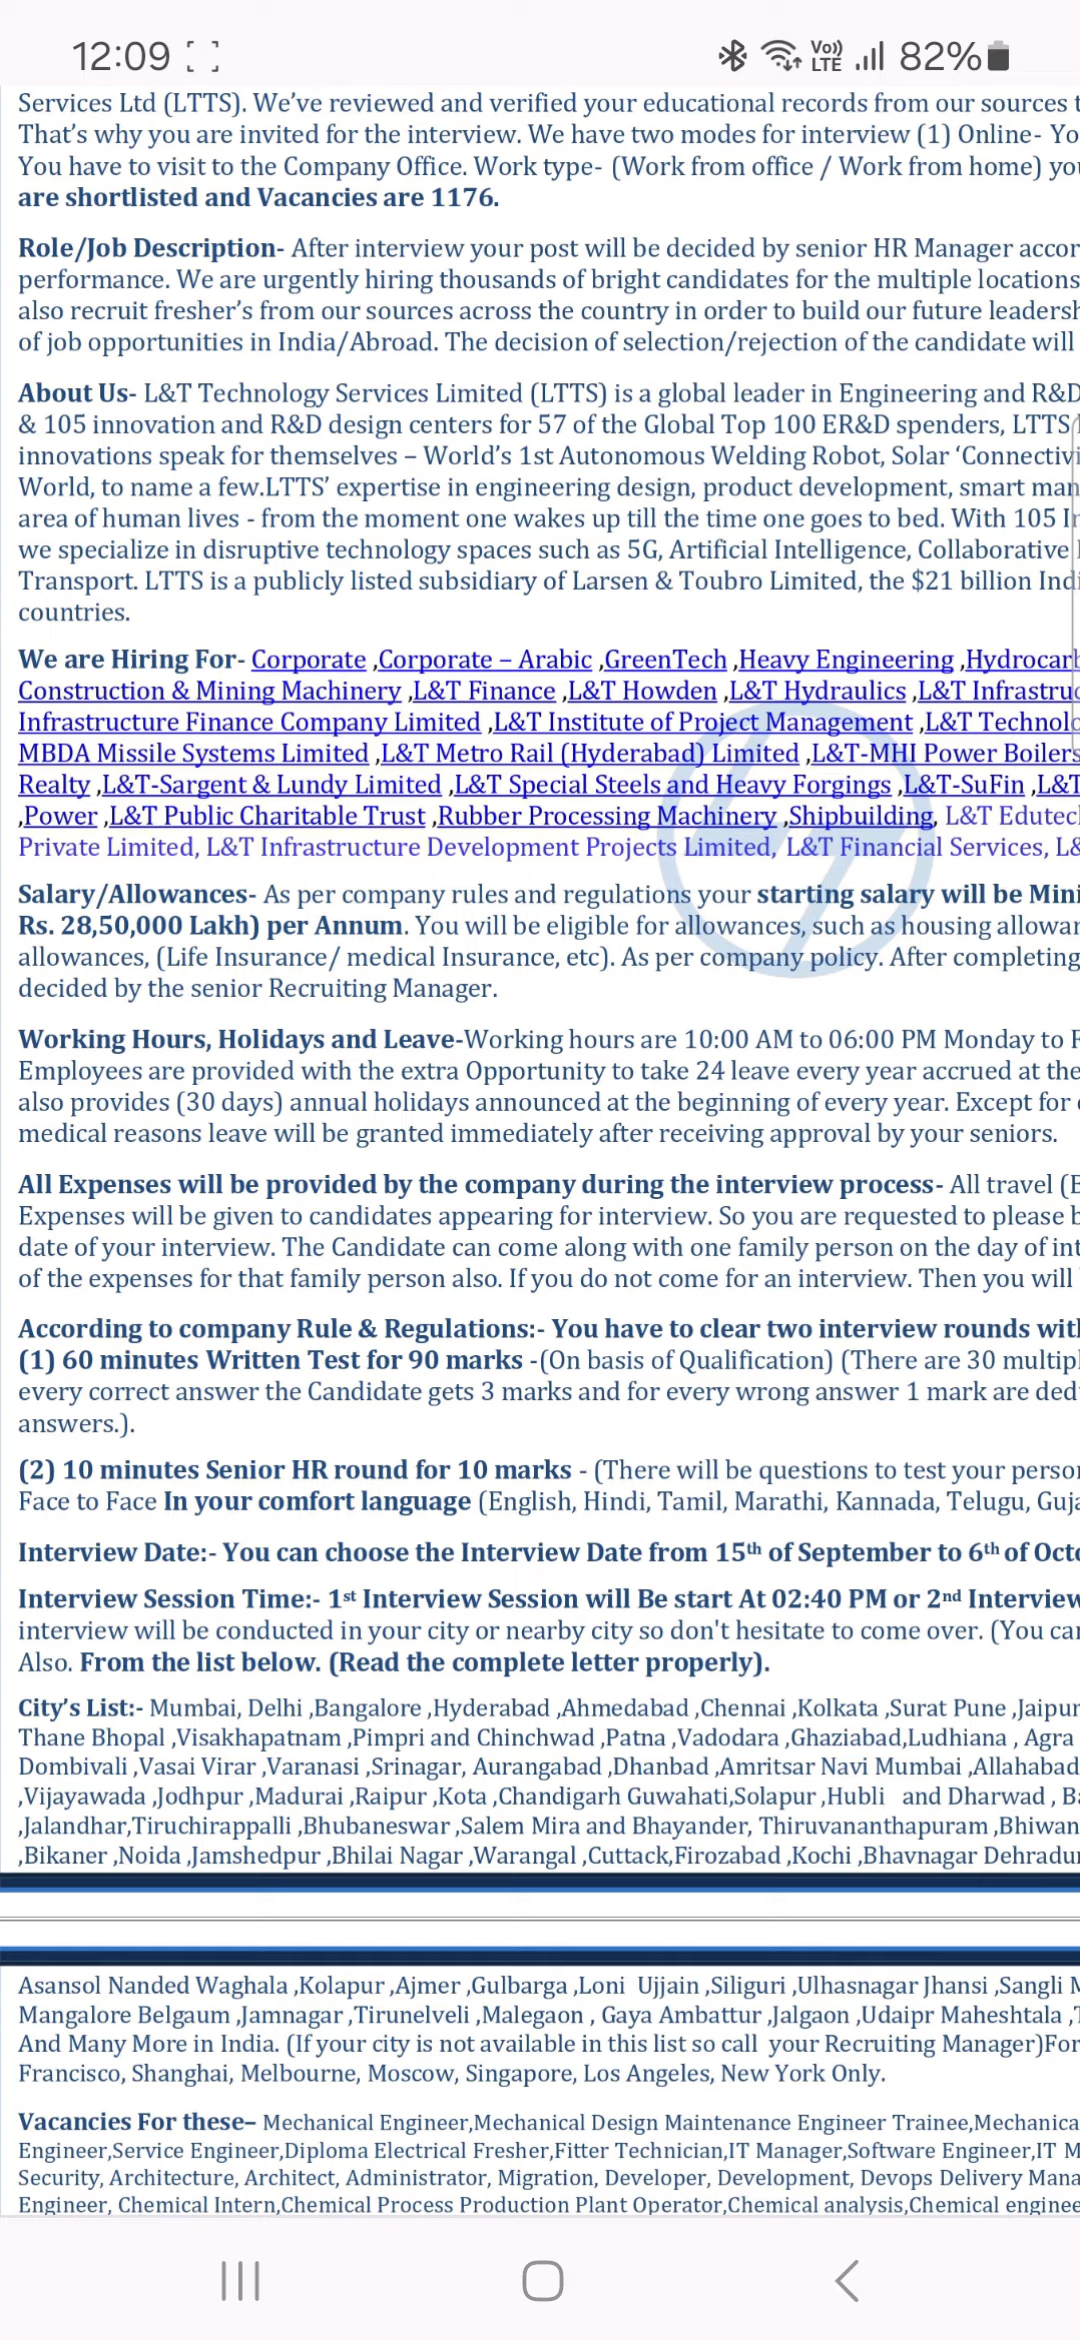 12:09
Vo)) LTE 82%
Services Ltd (LTTS). We've reviewed and verified your educational records from our sources
That's why you are invited for the interview. We have two modes for interview (1) Online-
You have to visit to the Company Office. Work type- (Work from office / Work from home)
are shortlisted and Vacancies are 1176.
Role/Job Description- After interview your post will be decided by senior HR Manager
performance. We are urgently hiring thousands of bright candidates for the multiple locations
also recruit fresher's from our sources across the country in order to build our future
of job opportunities in India/Abroad. The decision of selection/rejection of the candidate will
About Us- L&T Technology Services Limited (LTTS) is a global leader in Engineering and R&D
& 105 innovation and R&D design centers for 57 of the Global Top 100 ER&D spenders, LTTS
innovations speak for themselves – World's 1st Autonomous Welding Robot, Solar 'Connectivi
World, to name a few.LTTS' expertise in engineering design, product development, smart man
area of human lives - from the moment one wakes up till the time one goes to bed. With 105
we specialize in disruptive technology spaces such as 5G, Artificial Intelligence, Collaborative
Transport. LTTS is a publicly listed subsidiary of Larsen & Toubro Limited, the $21 billion Indi
countries.
We are Hiring For- Corporate ,Corporate – Arabic ,GreenTech ,Heavy Engineering ,Hydrocarb
Construction & Mining Machinery ,L&T Finance ,L&T Howden ,L&T Hydraulics ,L&T Infrastruc
Infrastructure Finance Company Limited ,L&T Institute of Project Management ,L&T Technolo
MBDA Missile Systems Limited ,L&T Metro Rail (Hyderabad) Limited ,L&T-MHI Power Boilers
Realty ,L&T-Sargent & Lundy Limited ,L&T Special Steels and Heavy Forgings ,L&T-SuFin ,L&T
,Power ,L&T Public Charitable Trust ,Rubber Processing Machinery ,Shipbuilding, L&T Edutec
Private Limited, L&T Infrastructure Development Projects Limited, L&T Financial Services, L&
Salary/Allowances- As per company rules and regulations your starting salary will be Mini
Rs. 28,50,000 Lakh) per Annum. You will be eligible for allowances, such as housing allowan
allowances, (Life Insurance/ medical Insurance, etc). As per company policy. After completing
decided by the senior Recruiting Manager.
Working Hours, Holidays and Leave-Working hours are 10:00 AM to 06:00 PM Monday to F
Employees are provided with the extra Opportunity to take 24 leave every year accrued at the
also provides (30 days) annual holidays announced at the beginning of every year. Except for
medical reasons leave will be granted immediately after receiving approval by your seniors.
All Expenses will be provided by the company during the interview process- All travel (
Expenses will be given to candidates appearing for interview. So you are requested to please b
date of your interview. The Candidate can come along with one family person on the day of int
of the expenses for that family person also. If you do not come for an interview. Then you will
According to company Rule & Regulations:- You have to clear two interview rounds with
(1) 60 minutes Written Test for 90 marks -(On basis of Qualification) (There are 30 multipl
every correct answer the Candidate gets 3 marks and for every wrong answer 1 mark are ded
answers.).
(2) 10 minutes Senior HR round for 10 marks - (There will be questions to test your person
Face to Face In your comfort language (English, Hindi, Tamil, Marathi, Kannada, Telugu, Guja
Interview Date:- You can choose the Interview Date from 15th of September to 6th of Octo
Interview Session Time:- 1st Interview Session will Be start At 02:40 PM or 2nd Interview
interview will be conducted in your city or nearby city so don't hesitate to come over. (You can
Also. From the list below. (Read the complete letter properly).
City's List:- Mumbai, Delhi ,Bangalore ,Hyderabad ,Ahmedabad ,Chennai ,Kolkata ,Surat Pune ,Jaipur
Thane Bhopal ,Visakhapatnam ,Pimpri and Chinchwad ,Patna ,Vadodara ,Ghaziabad,Ludhiana , Agra
Dombivali ,Vasai Virar ,Varanasi ,Srinagar, Aurangabad ,Dhanbad ,Amritsar Navi Mumbai ,Allahabad
,Vijayawada ,Jodhpur ,Madurai ,Raipur ,Kota ,Chandigarh Guwahati,Solapur ,Hubli and Dharwad ,
,Jalandhar,Tiruchirappalli ,Bhubaneswar ,Salem Mira and Bhayander, Thiruvananthapuram ,Bhiwan
,Bikaner ,Noida ,Jamshedpur ,Bhilai Nagar ,Warangal ,Cuttack,Firozabad ,Kochi ,Bhavnagar Dehradun
Asansol Nanded Waghala ,Kolapur ,Ajmer ,Gulbarga ,Loni Ujjain ,Siliguri ,Ulhasnagar Jhansi ,Sangli
Mangalore Belgaum ,Jamnagar ,Tirunelveli ,Malegaon , Gaya Ambattur ,Jalgaon ,Udaipr Maheshtala ,
And Many More in India. (If your city is not available in this list so call your Recruiting Manager)For
Francisco, Shanghai, Melbourne, Moscow, Singapore, Los Angeles, New York Only.
Vacancies For these– Mechanical Engineer,Mechanical Design Maintenance Engineer Trainee,Mechanica
Engineer,Service Engineer,Diploma Electrical Fresher,Fitter Technician,IT Manager,Software Engineer,IT M
Security, Architecture, Architect, Administrator, Migration, Developer, Development, Devops Delivery Mana
Engineer, Chemical Intern,Chemical Process Production Plant Operator,Chemical analysis,Chemical enginee